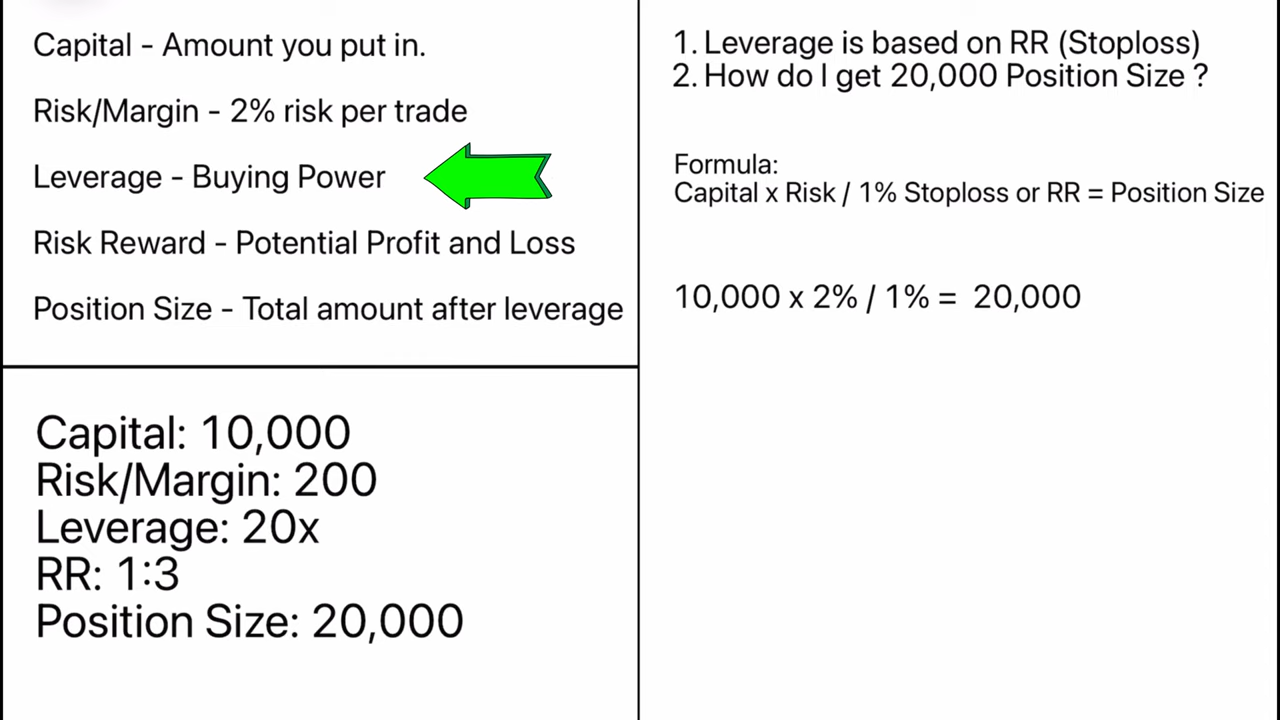 Capital - Amount you put in.
Risk/Margin - 2% risk per trade
Leverage - Buying Power
Risk Reward - Potential Profit and Loss
Position Size - Total amount after leverage
Capital: 10,000
Risk/Margin: 200
Leverage: 20x
RR: 1:3
Position Size: 20,000
1. Leverage is based on RR (Stoploss)
2. How do I get 20,000 Position Size ?
Formula:
Capital x Risk / 1% Stoploss or RR = Position Size
10,000 x 2% / 1% = 20,000